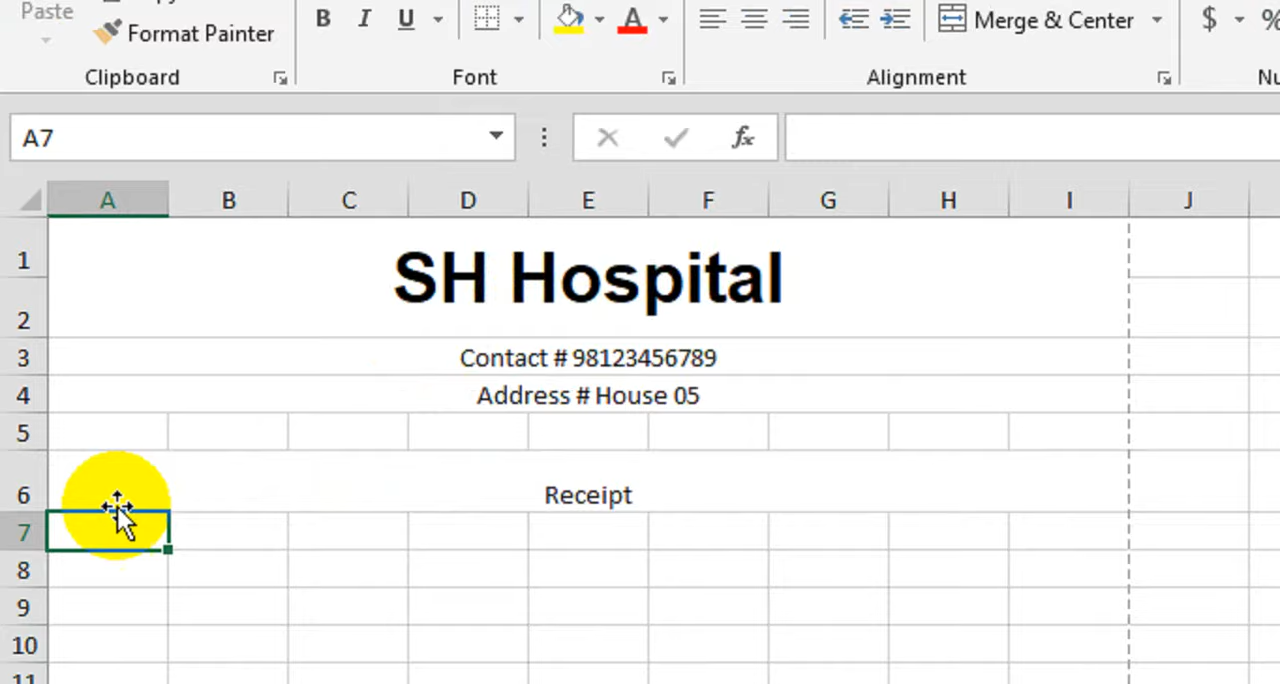 Paste
Format Painter
B I U A
Merge & Center
$ %
Clipboard
Font
Alignment
A7
fx
A B C D E F G H I J
1 SH Hospital
2
3 Contact # 98123456789
4 Address # House 05
5
6 Receipt
7
8
9
10
11